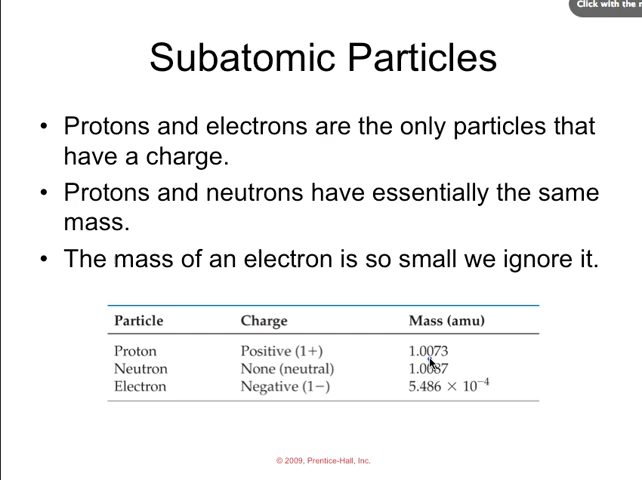 Click with the
Subatomic Particles
• Protons and electrons are the only particles that
have a charge.
• Protons and neutrons have essentially the same
mass.
• The mass of an electron is so small we ignore it.
Particle Charge Mass (amu)
Proton Positive (1+) 1.0073
Neutron None (neutral) 1.0087
Electron Negative (1−) 5.486 × 10⁻⁴
© 2009, Prentice-Hall, Inc.